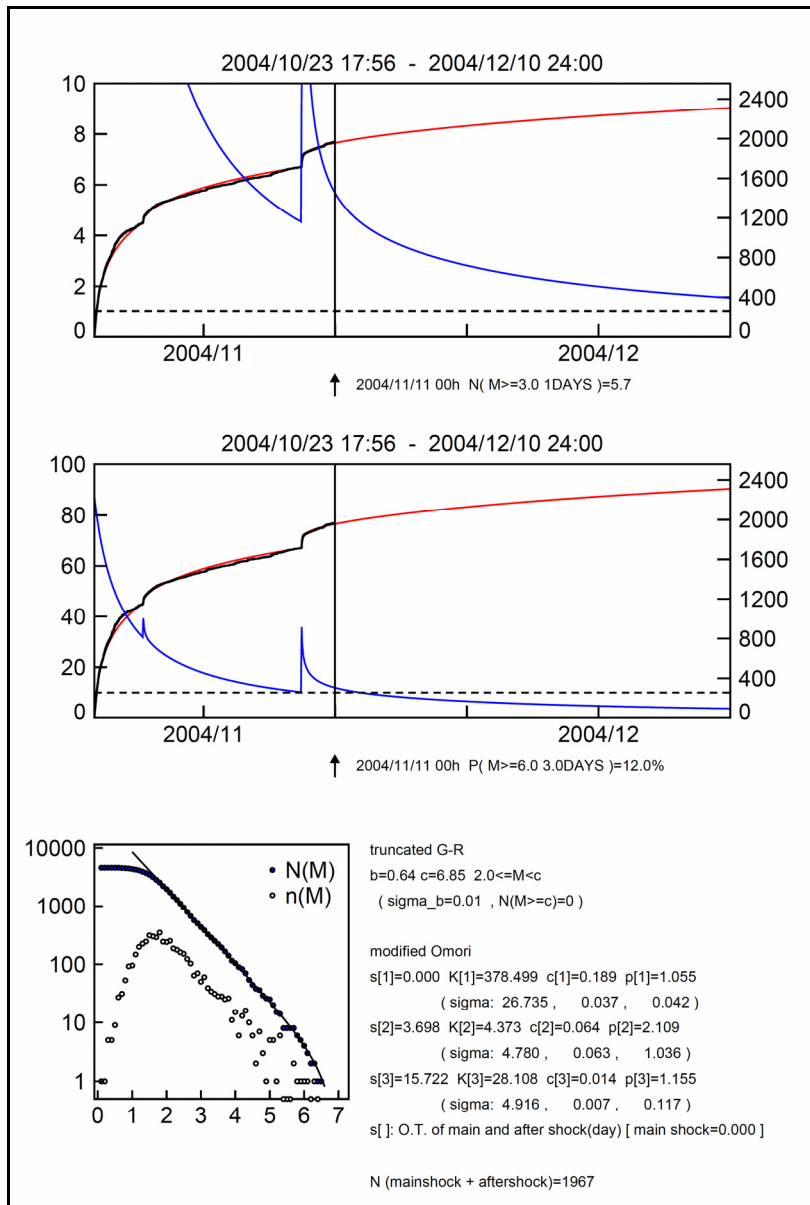 2004/10/23 17:56 - 2004/12/10 24:00
10
8
6
4
2
0
2400
2000
1600
1200
800
400
0
2004/11
2004/12
2004/11/11 00h N( M>=3.0 1DAYS )=5.7
2004/10/23 17:56 - 2004/12/10 24:00
100
80
60
40
20
0
2400
2000
1600
1200
800
400
0
2004/11
2004/12
2004/11/11 00h P( M>=6.0 3.0DAYS )=12.0%
10000
1000
100
10
1
0 1 2 3 4 5 6 7
N(M)
n(M)
truncated G-R
b=0.64 c=6.85 2.0<=M<c
( sigma_b=0.01 , N(M>=c)=0 )
modified Omori
s[1]=0.000 K[1]=378.499 c[1]=0.189 p[1]=1.055
( sigma: 26.735 , 0.037 , 0.042 )
s[2]=3.698 K[2]=4.373 c[2]=0.064 p[2]=2.109
( sigma: 4.780 , 0.063 , 1.036 )
s[3]=15.722 K[3]=28.108 c[3]=0.014 p[3]=1.155
( sigma: 4.916 , 0.007 , 0.117 )
s[ ]: O.T. of main and after shock(day) [ main shock=0.000 ]
N (mainshock + aftershock)=1967